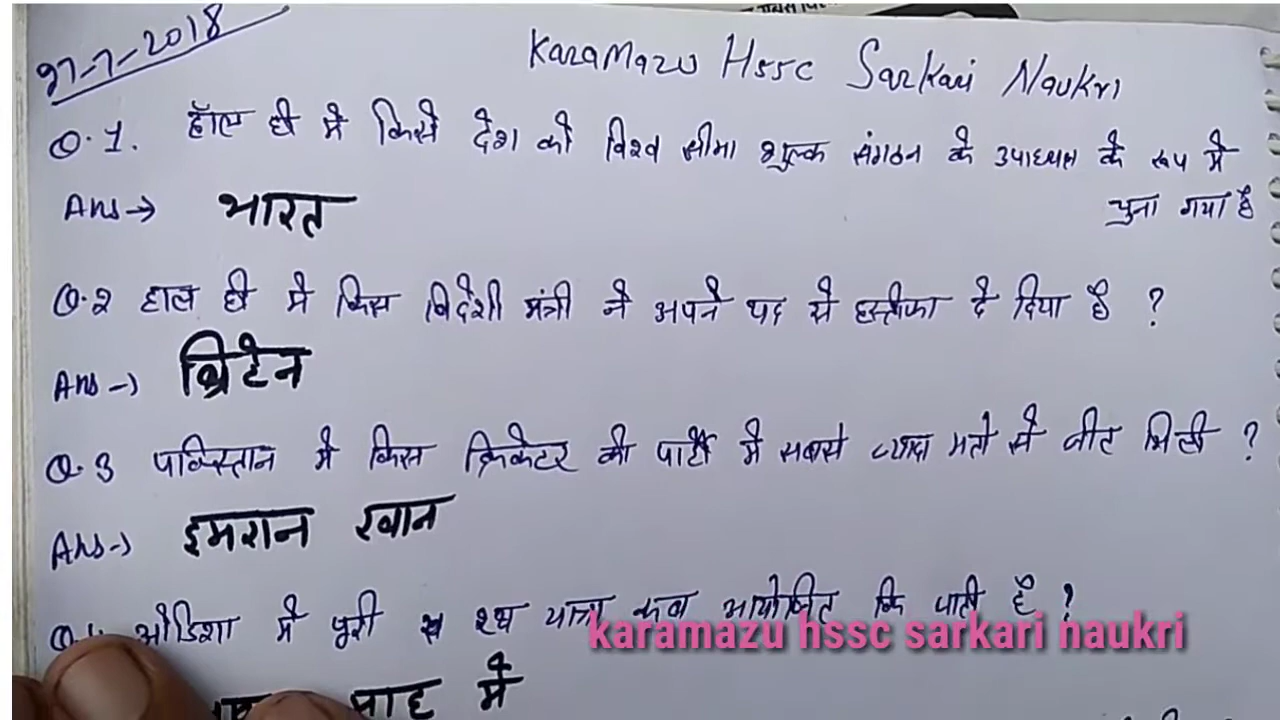 27-7-2018
Karamazu Hssc Sarkari Naukri
Q.1. हॉल ही मे किसे देश को विश्व सीमा शुल्क संगठन के उपाध्यक्ष के रूप मे
चुना गया है
Ans→ भारत
Q.2 हाल ही मे किस विदेशी मंत्री ने अपने पद से इस्तीफा दे दिया है ?
Ans→ ब्रिटेन
Q.3 पाकिस्तान मे किस क्रिकेटर की पार्टी मे सबसे ज्यादा मतो से जीत मिली ?
Ans→ इमरान खान
ओडिशा मे पूरी रथ यात्रा कब आयोजित कि जाती है ?
karamazu hssc sarkari naukri
माह मे